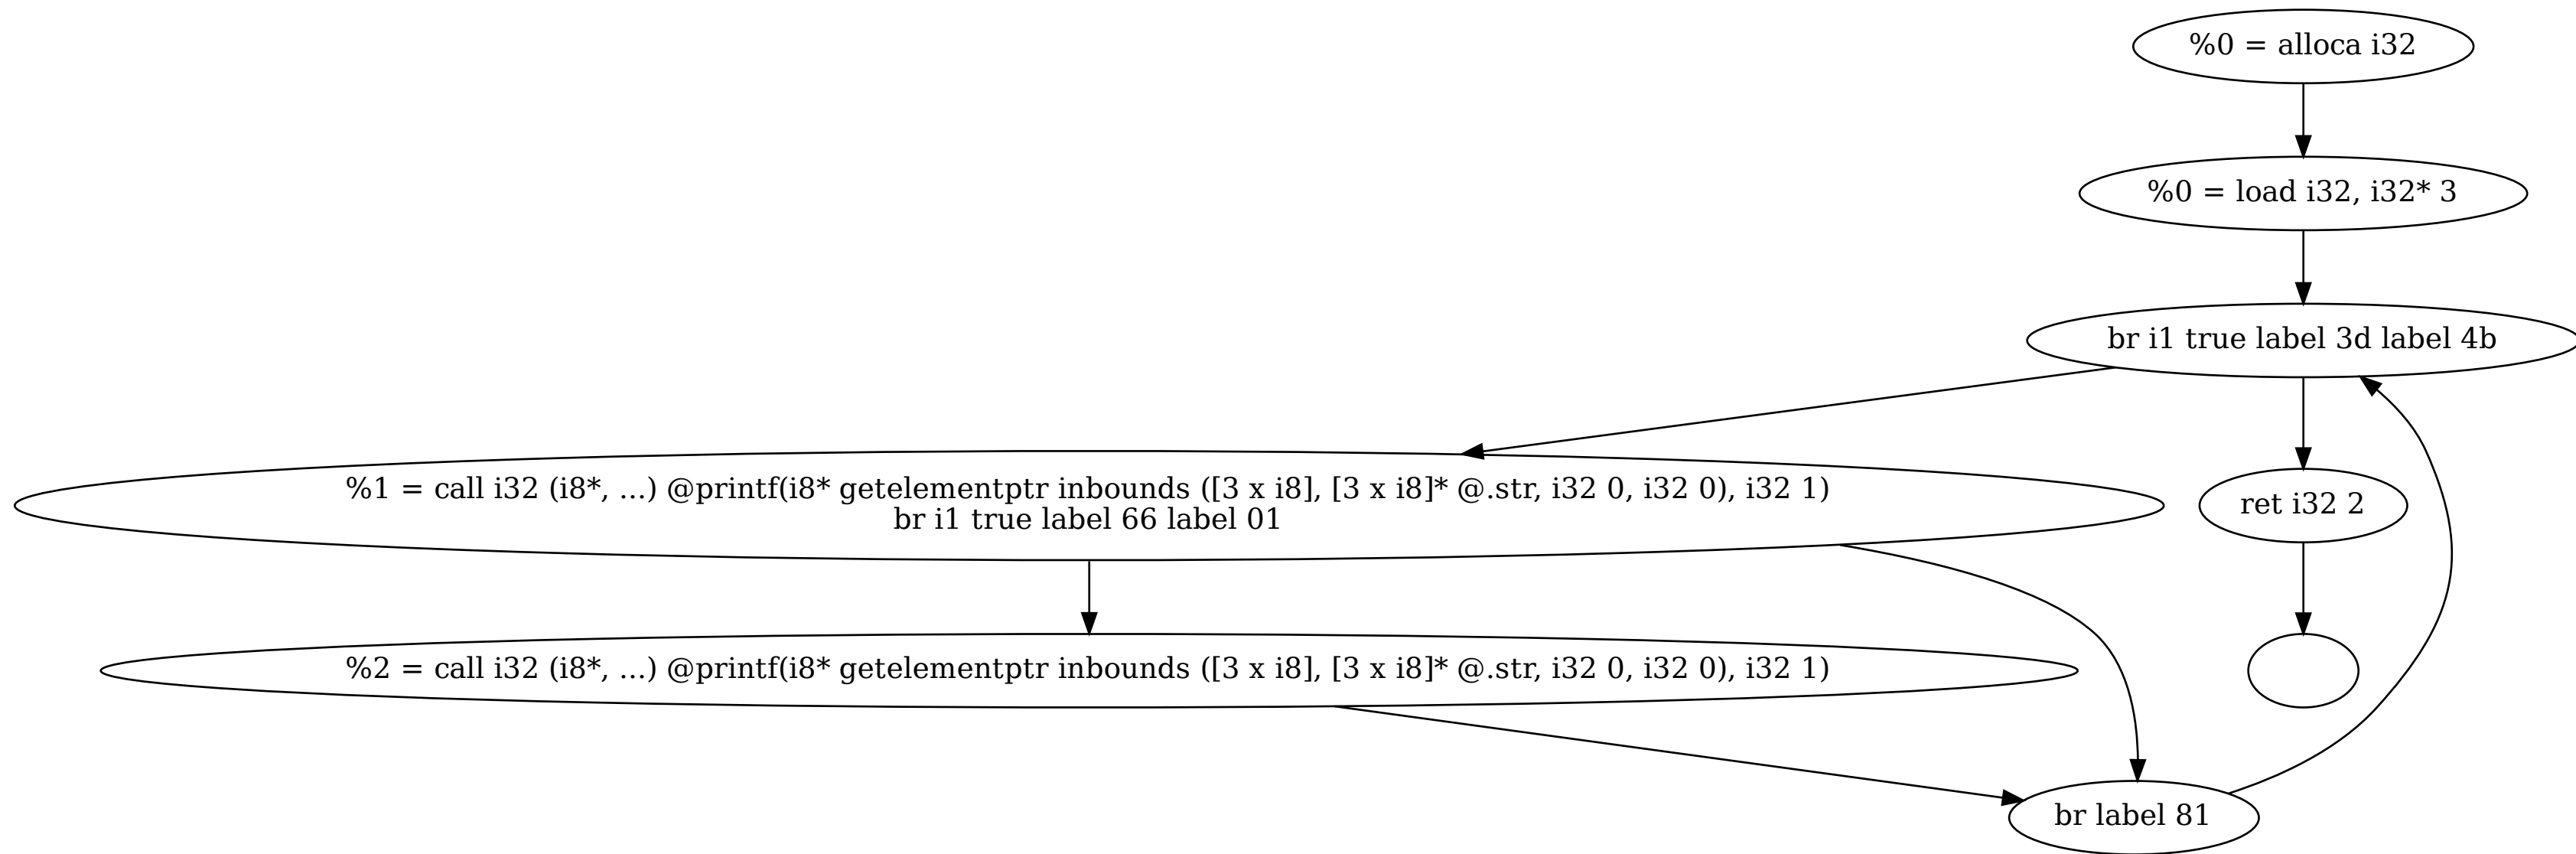 %0 = alloca i32
%0 = load i32, i32* 3
br i1 true label 3d label 4b
%1 = call i32 (i8*, ...) @printf(i8* getelementptr inbounds ([3 x i8], [3 x i8]* @.str, i32 0, i32 0), i32 1)
br i1 true label 66 label 01
ret i32 2
%2 = call i32 (i8*, ...) @printf(i8* getelementptr inbounds ([3 x i8], [3 x i8]* @.str, i32 0, i32 0), i32 1)
br label 81